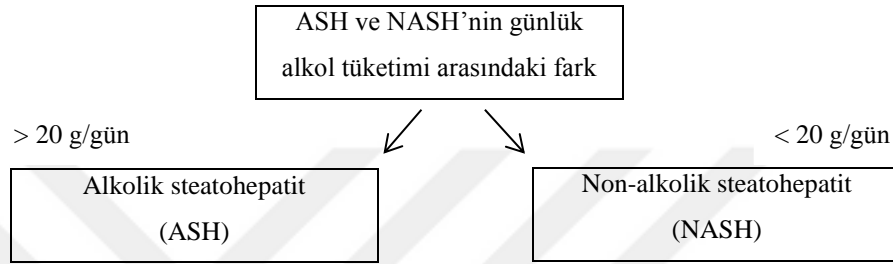 ASH ve NASH’nin günlük
alkol tüketimi arasındaki fark
> 20 g/gün
< 20 g/gün
Alkolik steatohepatit
(ASH)
Non-alkolik steatohepatit
(NASH)